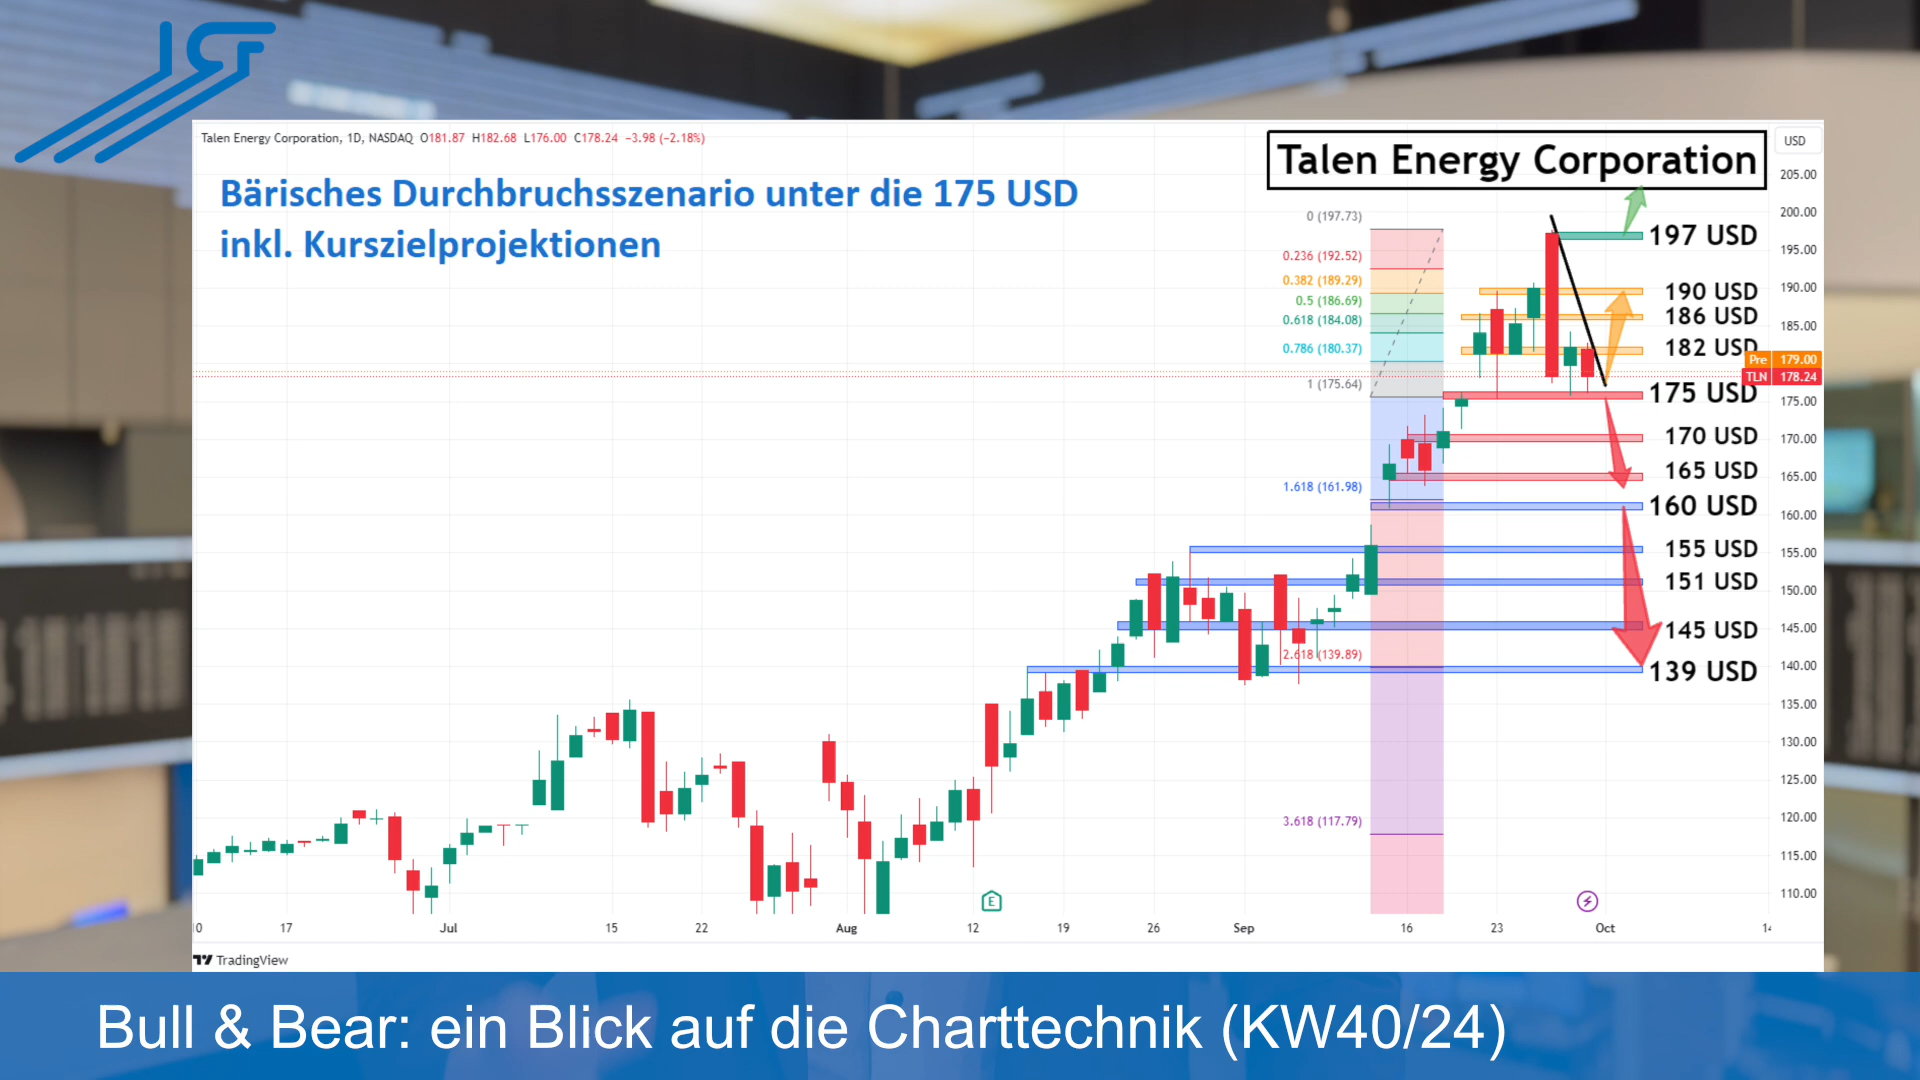 Talen Energy Corporation, 1D, NASDAQ O181.87 H182.68 L176.00 C178.24 −3.98 (−2.18%)
Talen Energy Corporation
USD
Bärisches Durchbruchsszenario unter die 175 USD
inkl. Kurszielprojektionen
0 (197.73)
0.236 (192.52)
0.382 (189.29)
0.5 (186.69)
0.618 (184.08)
0.786 (180.37)
1 (175.64)
1.618 (161.98)
2.618 (139.89)
3.618 (117.79)
197 USD
190 USD
186 USD
182 USD
175 USD
170 USD
165 USD
160 USD
155 USD
151 USD
145 USD
139 USD
205.00
200.00
195.00
190.00
185.00
Pre 179.00
TLN 178.24
175.00
170.00
165.00
160.00
155.00
150.00
145.00
140.00
135.00
130.00
125.00
120.00
115.00
110.00
E
10 17 Jul 15 22 Aug 12 19 26 Sep 16 23 Oct 14
TradingView
Bull & Bear: ein Blick auf die Charttechnik (KW40/24)